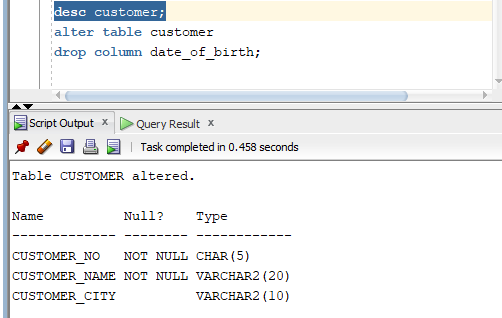 desc customer;
alter table customer
drop column date_of_birth;
Script Output x Query Result x
Task completed in 0.458 seconds
Table CUSTOMER altered.
Name Null? Type
------------- -------- ------------
CUSTOMER_NO NOT NULL CHAR(5)
CUSTOMER_NAME NOT NULL VARCHAR2(20)
CUSTOMER_CITY VARCHAR2(10)